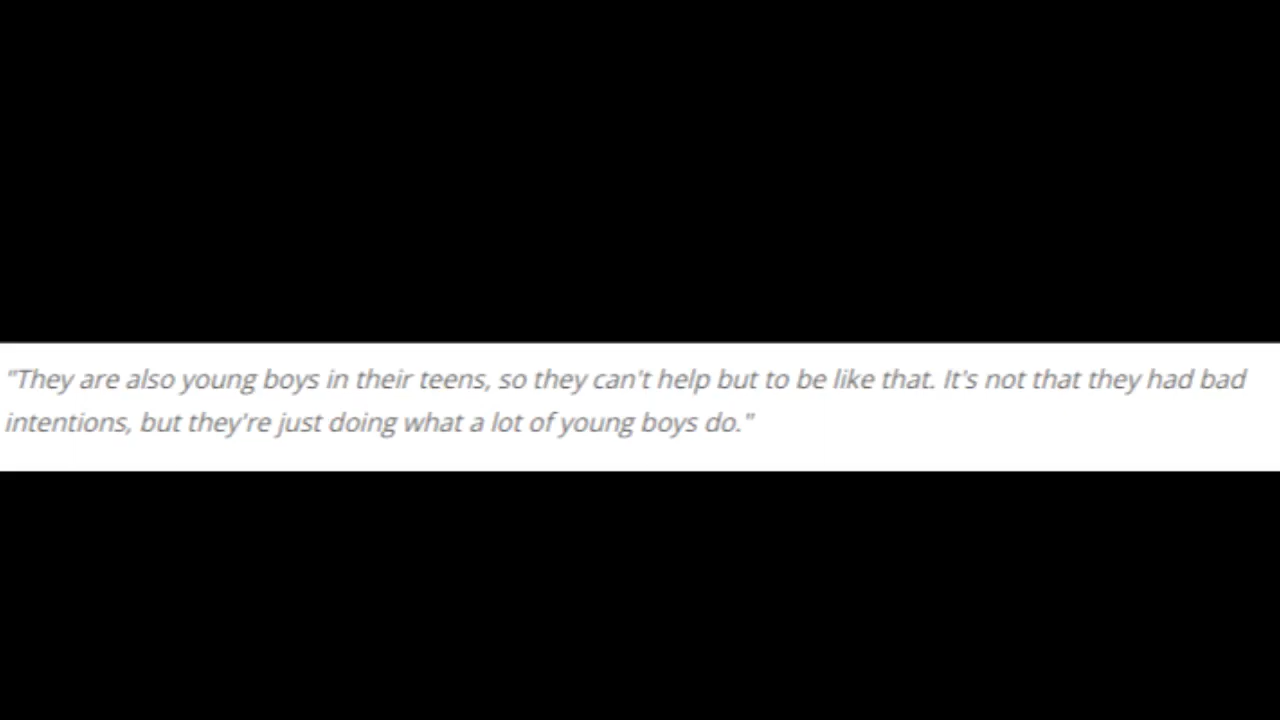 "They are also young boys in their teens, so they can't help but to be like that. It's not that they had bad
intentions, but they're just doing what a lot of young boys do."